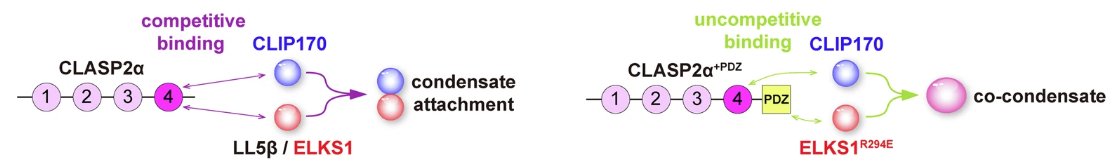 competitive
binding
CLIP170
CLASP2α
1 2 3 4
condensate
attachment
LL5β / ELKS1
uncompetitive
binding
CLIP170
CLASP2α+PDZ
1 2 3 4 PDZ
co-condensate
ELKS1R294E